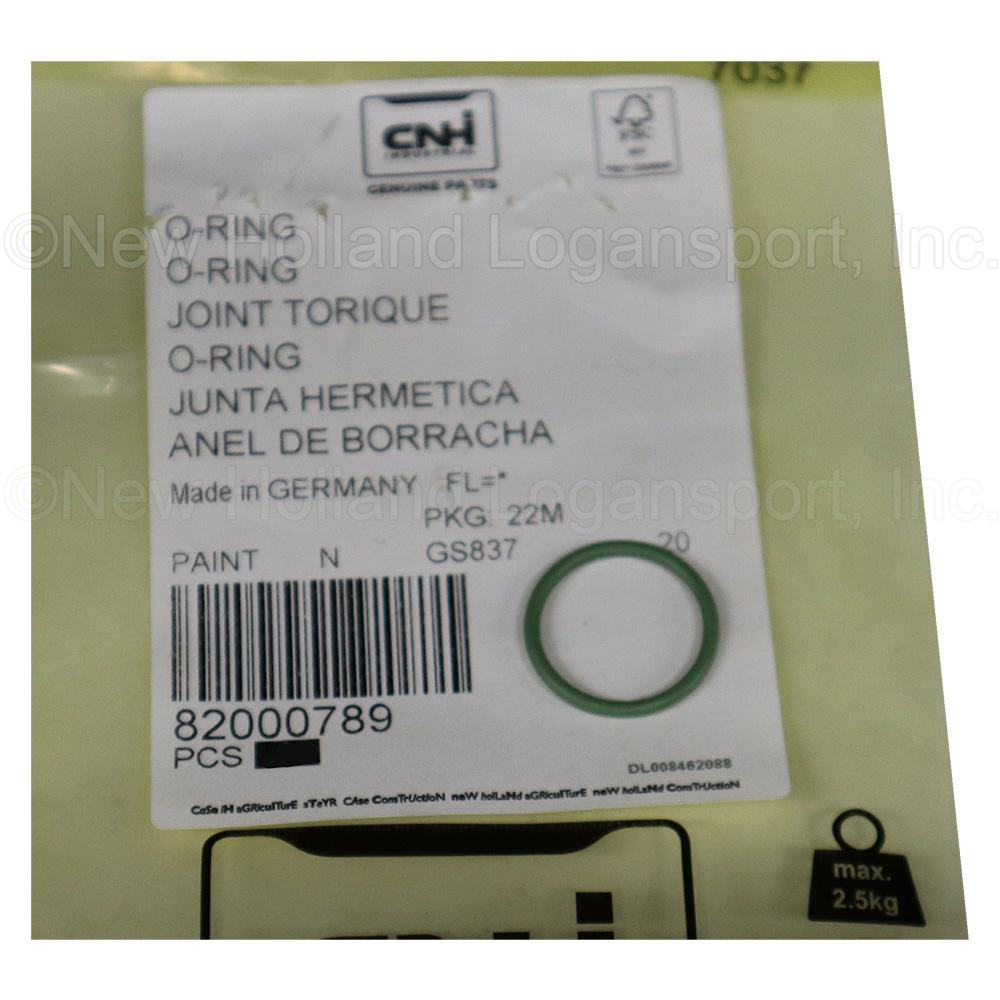 7037
CNH
INDUSTRIAL
GENUINE PARTS
FSC
©New Holland Logansport, Inc.
O-RING
O-RING
JOINT TORIQUE
O-RING
JUNTA HERMETICA
ANEL DE BORRACHA
©New Holland Logansport, Inc.
Made in GERMANY FL=*
PKG: 22M
PAINT N GS837 20
82000789
PCS
DL008462088
CaSe IH aGRIculTurE sTeYR CAse ConsTrUctioN neW holLaNd aGRIcuITurE neW holLaNd ConsTrUctioN
max.
2.5kg
CNH